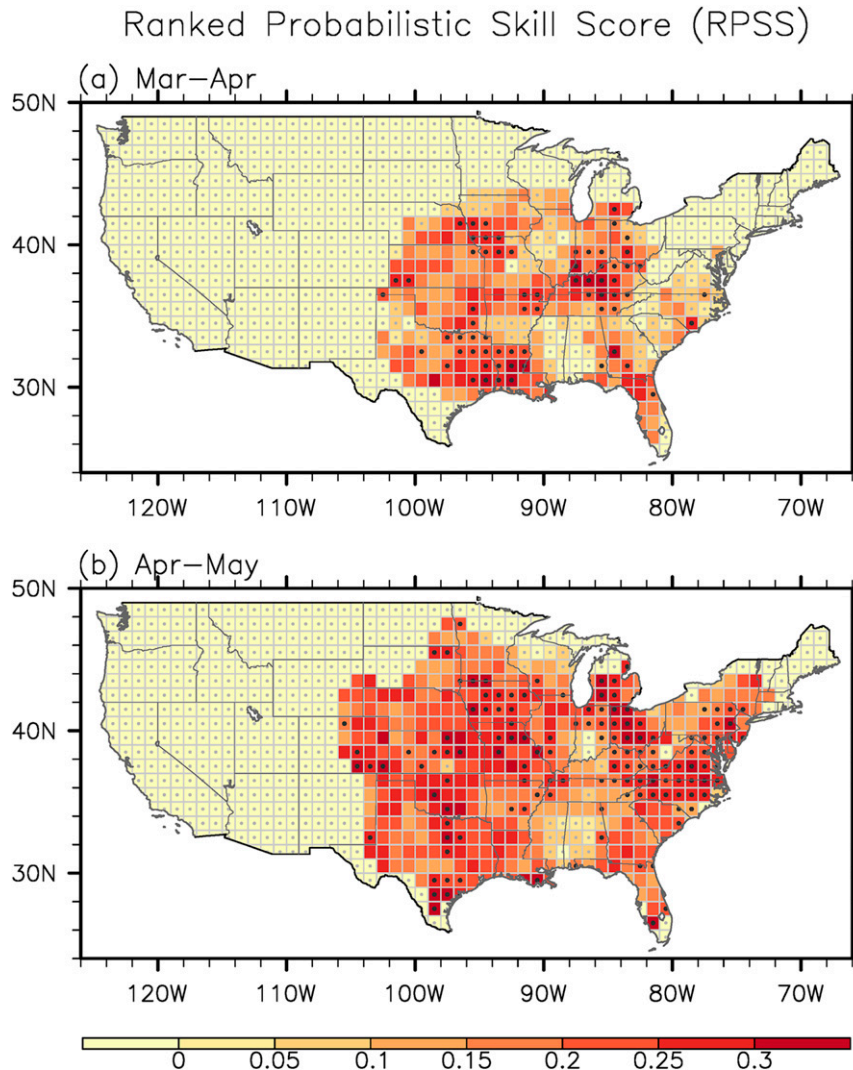 Ranked Probabilistic Skill Score (RPSS)
(a) Mar−Apr
50N
40N
30N
120W 110W 100W 90W 80W 70W
(b) Apr−May
50N
40N
30N
120W 110W 100W 90W 80W 70W
0 0.05 0.1 0.15 0.2 0.25 0.3